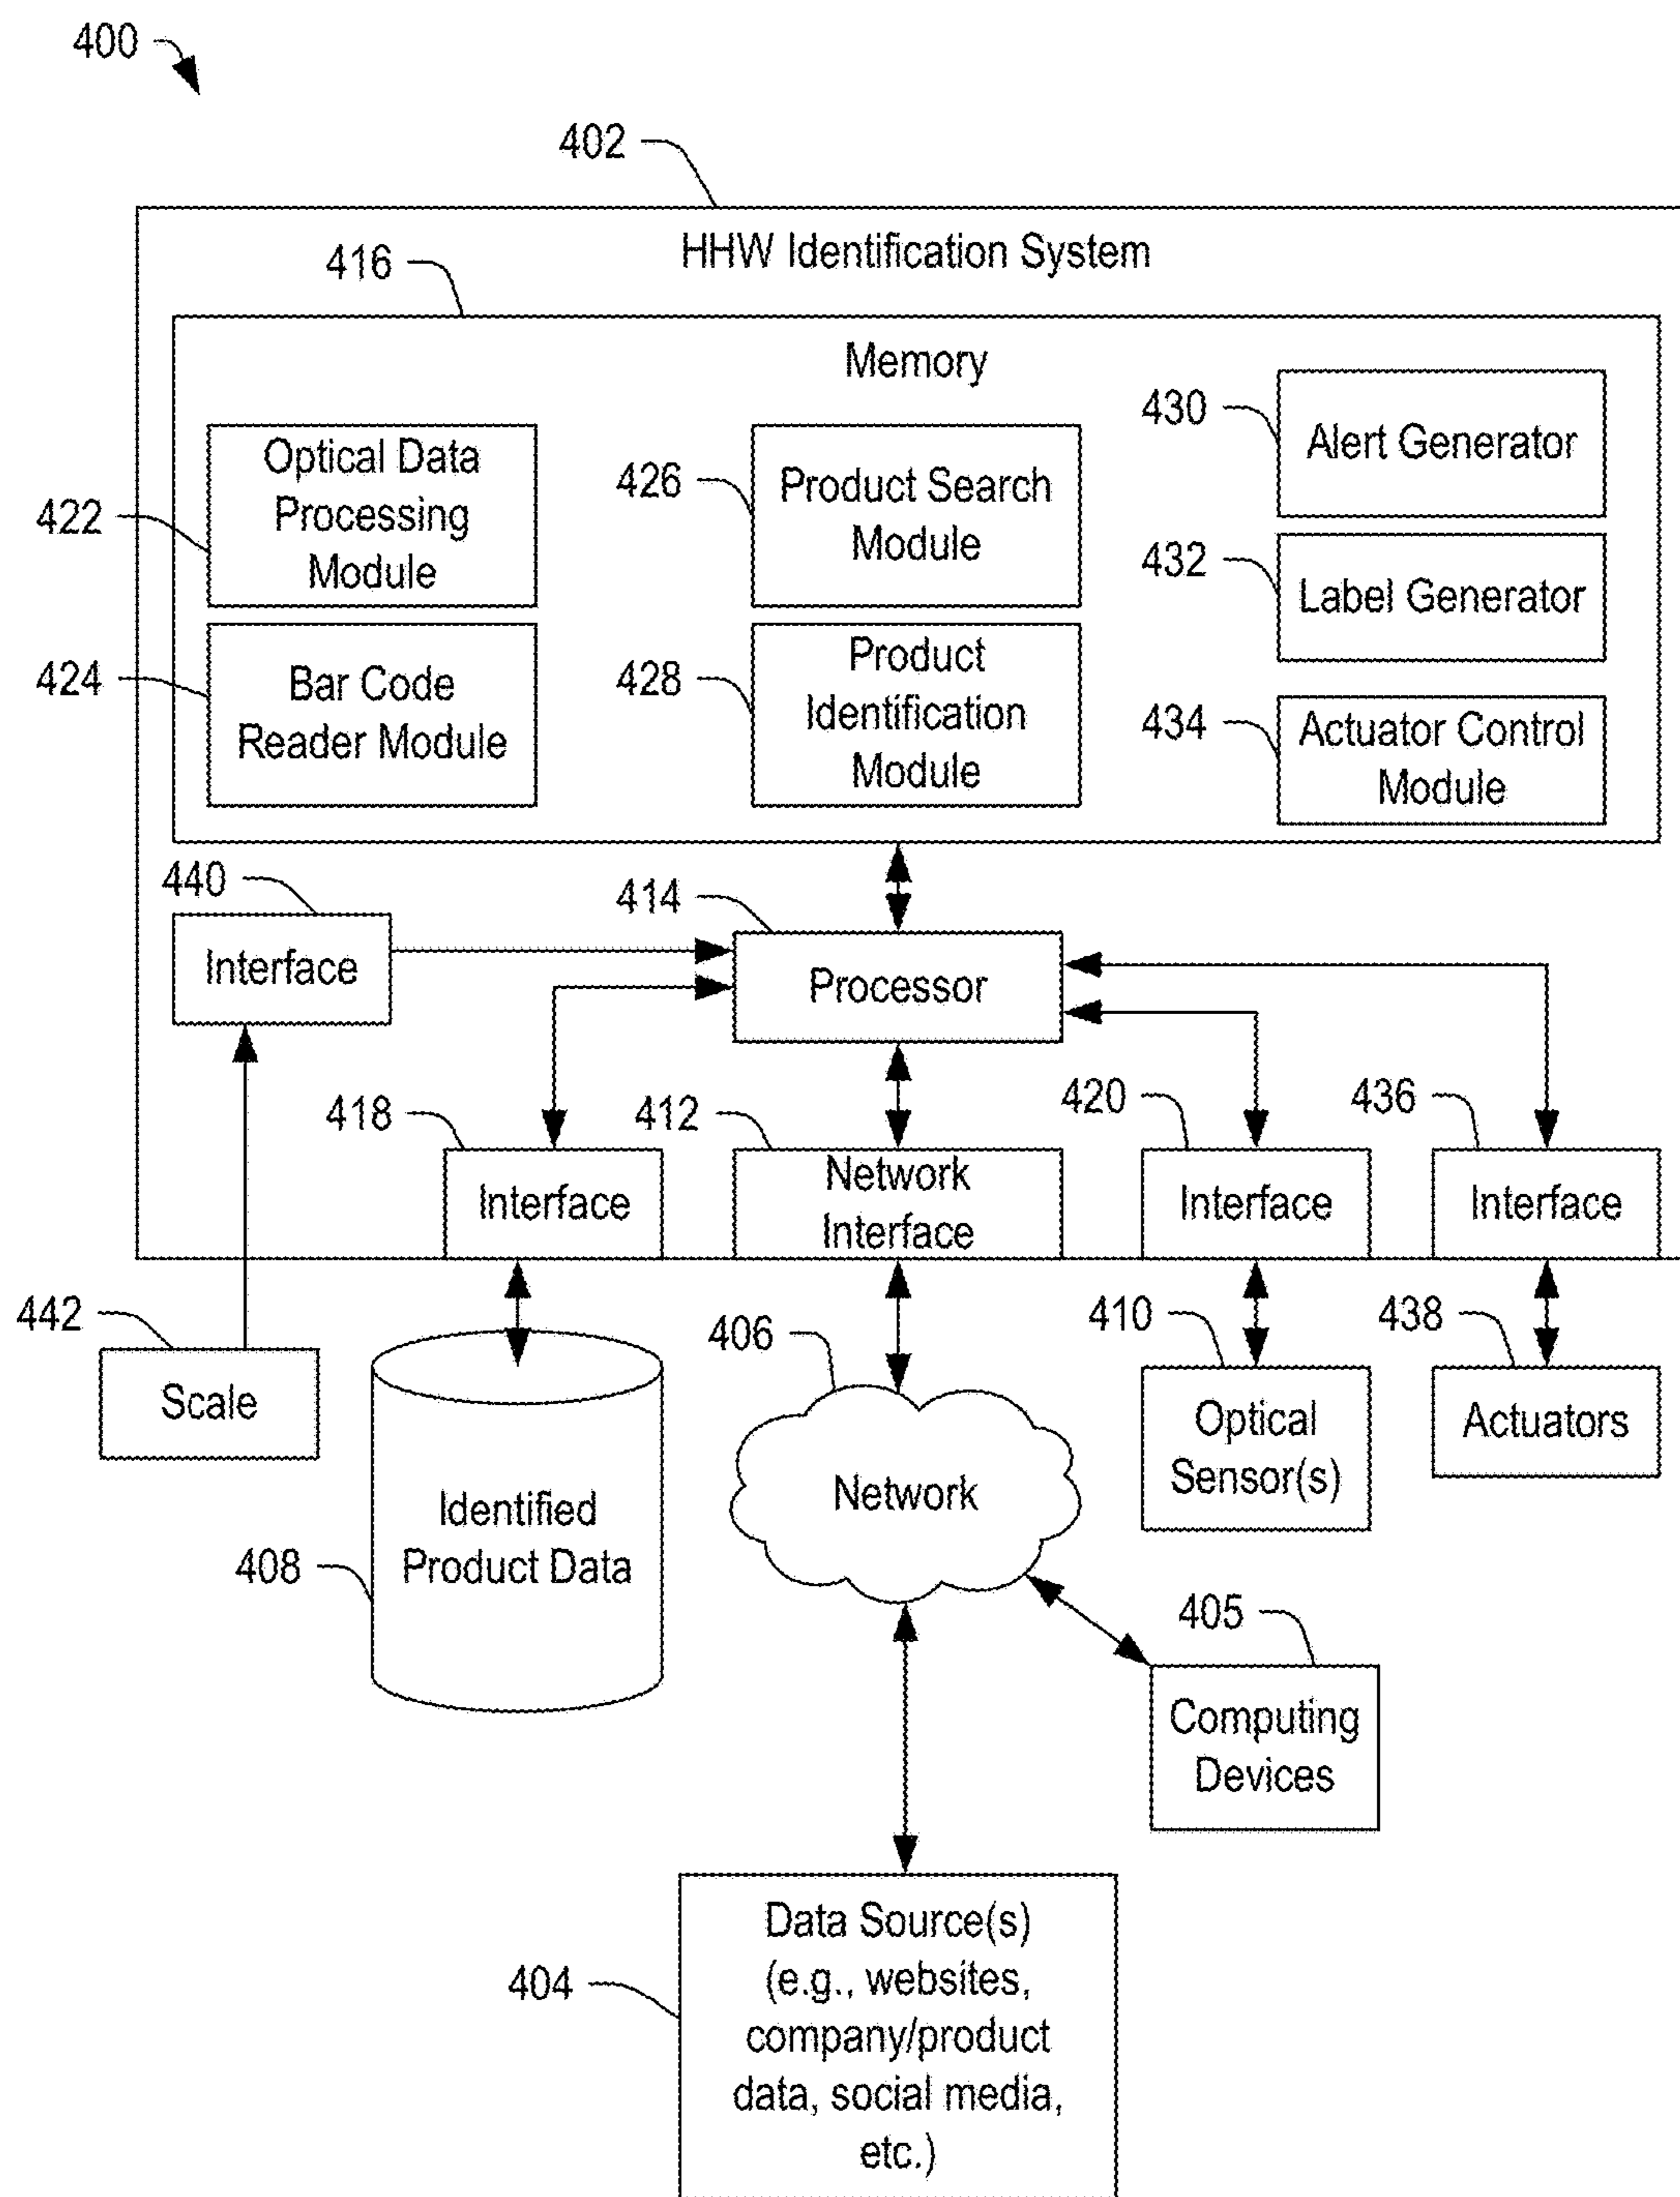 400
402
HHW Identification System
416
Memory
430
Alert Generator
Optical Data
Processing
Module
422
426
Product Search
Module
432
Label Generator
424
Bar Code
Reader Module
428
Product
Identification
Module
434
Actuator Control
Module
440
Interface
414
Processor
418
Interface
412
Network
Interface
420
Interface
436
Interface
442
Scale
408
Identified
Product Data
406
Network
410
Optical
Sensor(s)
438
Actuators
405
Computing
Devices
404
Data Source(s)
(e.g., websites,
company/product
data, social media,
etc.)